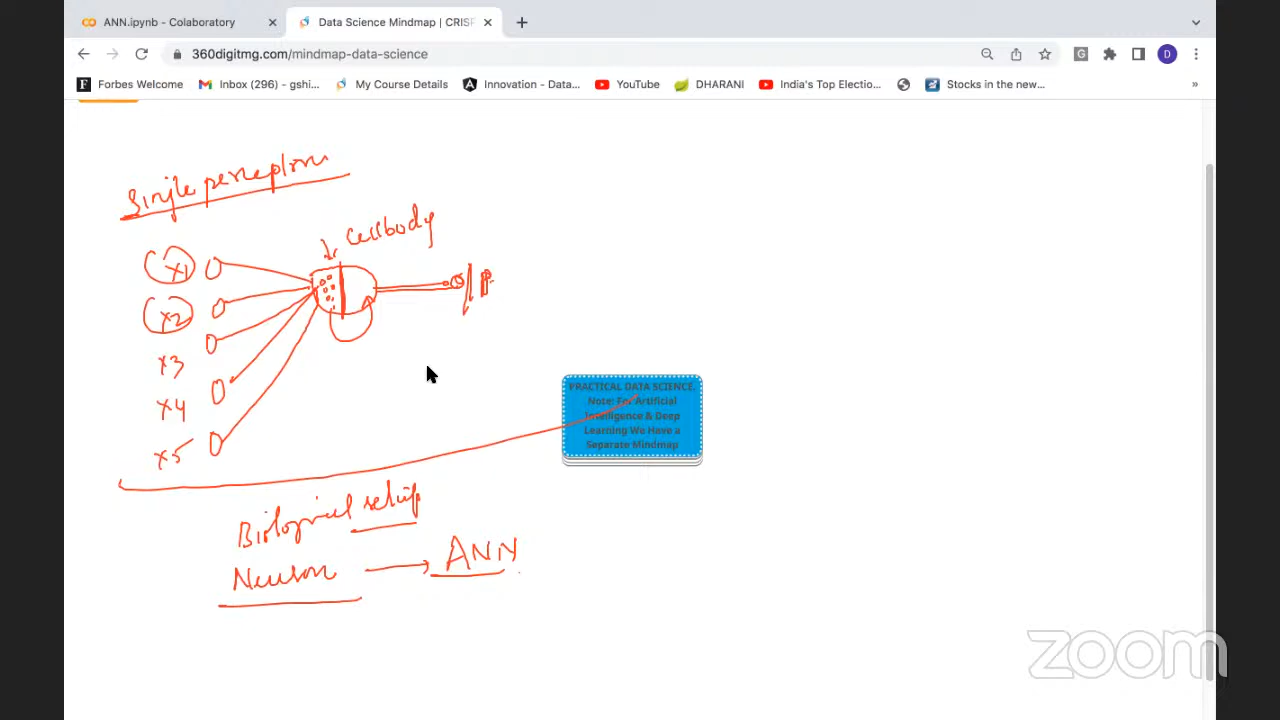 ANN.ipynb - Colaboratory
Data Science Mindmap | CRISP
360digitmg.com/mindmap-data-science
D
Forbes Welcome
Inbox (296) - gshi...
My Course Details
Innovation - Data...
YouTube
DHARANI
India's Top Electio...
Stocks in the new...
»
Single perceptron
Cellbody
x1
x2
x3
x4
x5
PRACTICAL DATA SCIENCE.
Note: For Artificial
Intelligence & Deep
Learning We Have a
Separate Mindmap
Biological setup
Neuron → ANN
zoom